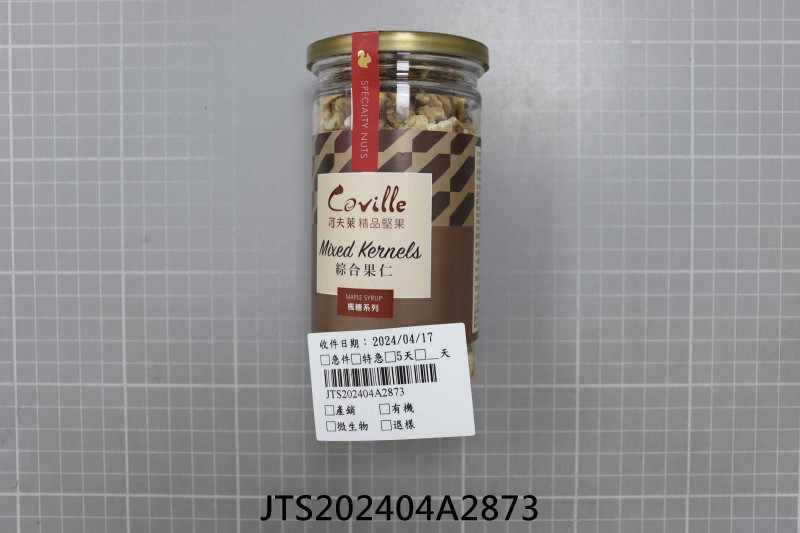 SPECIALTY NUTS
Coville
可夫萊精品堅果
Mixed Kernels
綜合果仁
MAPLE SYRUP
楓糖系列
收件日期：2024/04/17
□急件□特急□5天□__天
JTS202404A2873
□產銷 □有機
□微生物 □退樣
JTS202404A2873